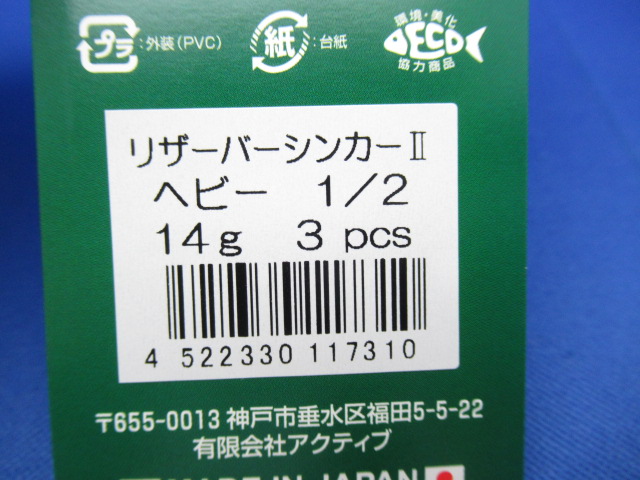 プラ :外装(PVC) 紙 :台紙 環境・美化 ECO 協力商品
リザーバーシンカーⅡ
ヘビー 1/2
14g 3 pcs
4 522330 117310
〒655-0013 神戸市垂水区福田5-5-22
有限会社アクティブ
MADE IN JAPAN